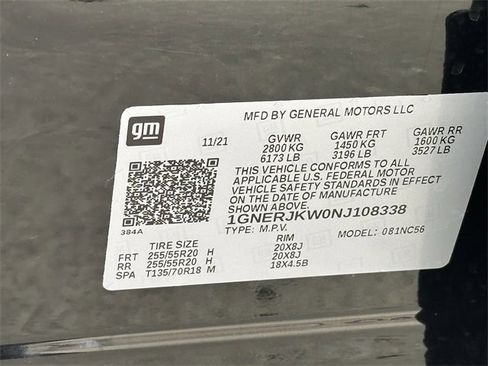 gm
MFD BY GENERAL MOTORS LLC
11/21 GVWR GAWR FRT GAWR RR
2800 KG 1450 KG 1600 KG
6173 LB 3196 LB 3527 LB
THIS VEHICLE CONFORMS TO ALL
APPLICABLE U.S. FEDERAL MOTOR
VEHICLE SAFETY STANDARDS IN EFFECT
ON THE DATE OF MANUFACTURE
SHOWN ABOVE.
1GNERJKW0NJ108338
384A
TYPE: M.P.V. MODEL: 081NC56
TIRE SIZE RIM
FRT 255/55R20 H 20X8J
RR 255/55R20 H 20X8J
SPA T135/70R18 M 18X4.5B